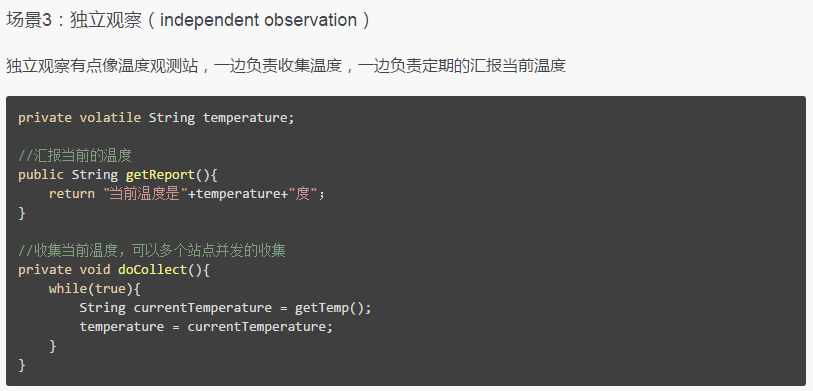 场景3：独立观察（independent observation）
独立观察有点像温度观测站，一边负责收集温度，一边负责定期的汇报当前温度
private volatile String temperature;
//汇报当前的温度
public String getReport(){
    return "当前温度是"+temperature+"度";
}
//收集当前温度，可以多个站点并发的收集
private void doCollect(){
    while(true){
        String currentTemperature = getTemp();
        temperature = currentTemperature;
    }
}